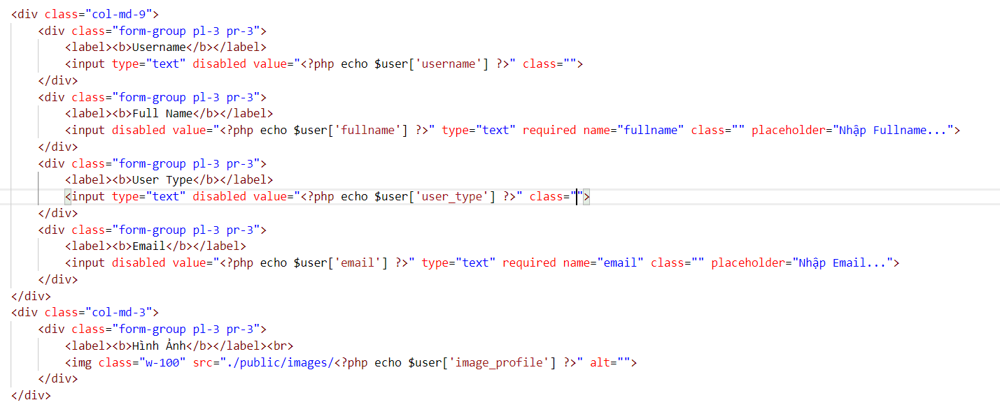 <div class="col-md-9">
<div class="form-group pl-3 pr-3">
<label><b>Username</b></label>
<input type="text" disabled value="<?php echo $user['username'] ?>" class="">
</div>
<div class="form-group pl-3 pr-3">
<label><b>Full Name</b></label>
<input disabled value="<?php echo $user['fullname'] ?>" type="text" required name="fullname" class="" placeholder="Nhập Fullname...">
</div>
<div class="form-group pl-3 pr-3">
<label><b>User Type</b></label>
<input type="text" disabled value="<?php echo $user['user_type'] ?>" class="">
</div>
<div class="form-group pl-3 pr-3">
<label><b>Email</b></label>
<input disabled value="<?php echo $user['email'] ?>" type="text" required name="email" class="" placeholder="Nhập Email...">
</div>
</div>
<div class="col-md-3">
<div class="form-group pl-3 pr-3">
<label><b>Hình Ảnh</b></label><br>
<img class="w-100" src="./public/images/<?php echo $user['image_profile'] ?>" alt="">
</div>
</div>